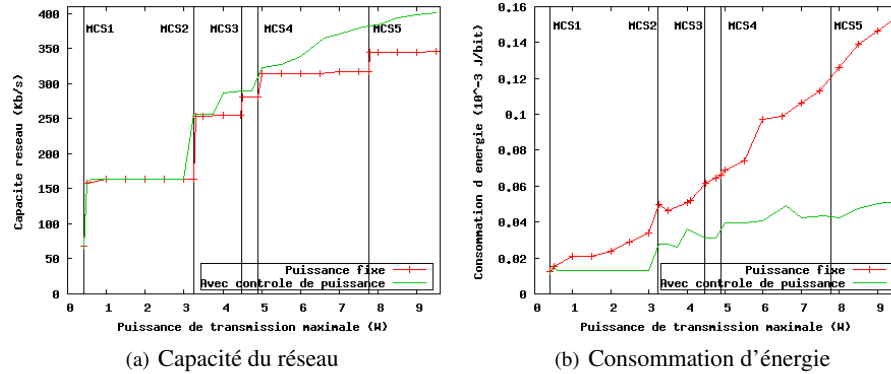 400
350
300
250
200
150
100
50
0
Capacite reseau (Kb/s)
MCS1
MCS2
MCS3
MCS4
MCS5
Puissance fixe
Avec controle de puissance
0 1 2 3 4 5 6 7 8 9
Puissance de transmission maximale (W)
(a) Capacité du réseau
0.16
0.14
0.12
0.1
0.08
0.06
0.04
0.02
0
Consommation d energie (10^-3 J/bit)
MCS1
MCS2
MCS3
MCS4
MCS5
Puissance fixe
Avec controle de puissance
0 1 2 3 4 5 6 7 8 9
Puissance de transmission maximale (W)
(b) Consommation d'énergie